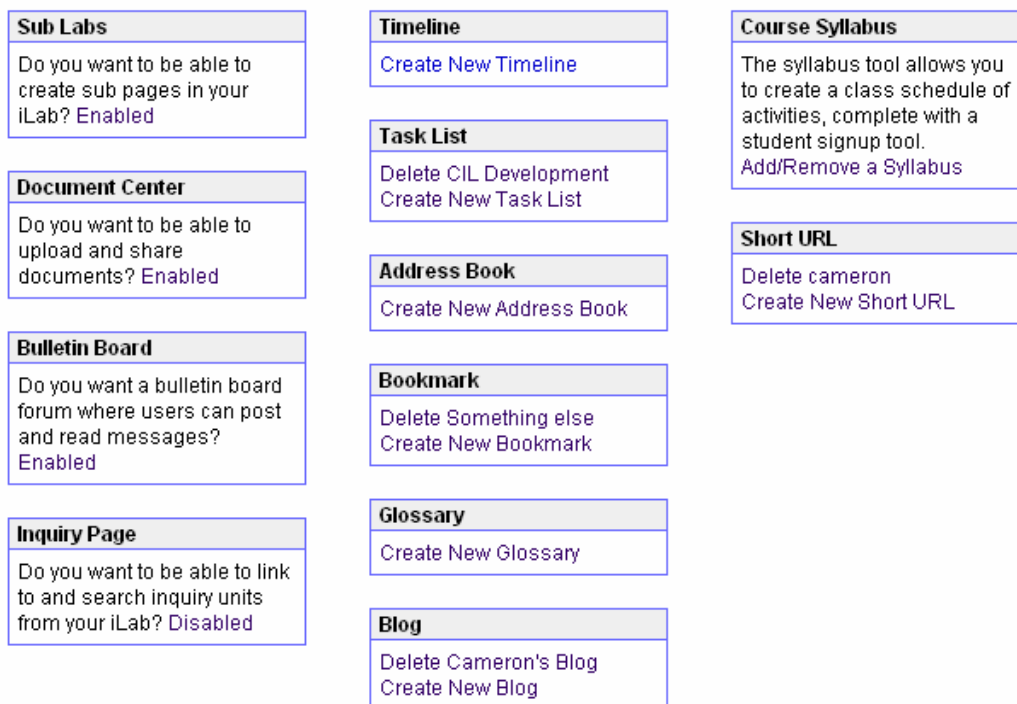 Sub Labs
Do you want to be able to
create sub pages in your
iLab? Enabled
Document Center
Do you want to be able to
upload and share
documents? Enabled
Bulletin Board
Do you want a bulletin board
forum where users can post
and read messages?
Enabled
Inquiry Page
Do you want to be able to link
to and search inquiry units
from your iLab? Disabled
Timeline
Create New Timeline
Task List
Delete CIL Development
Create New Task List
Address Book
Create New Address Book
Bookmark
Delete Something else
Create New Bookmark
Glossary
Create New Glossary
Blog
Delete Cameron's Blog
Create New Blog
Course Syllabus
The syllabus tool allows you
to create a class schedule of
activities, complete with a
student signup tool.
Add/Remove a Syllabus
Short URL
Delete cameron
Create New Short URL